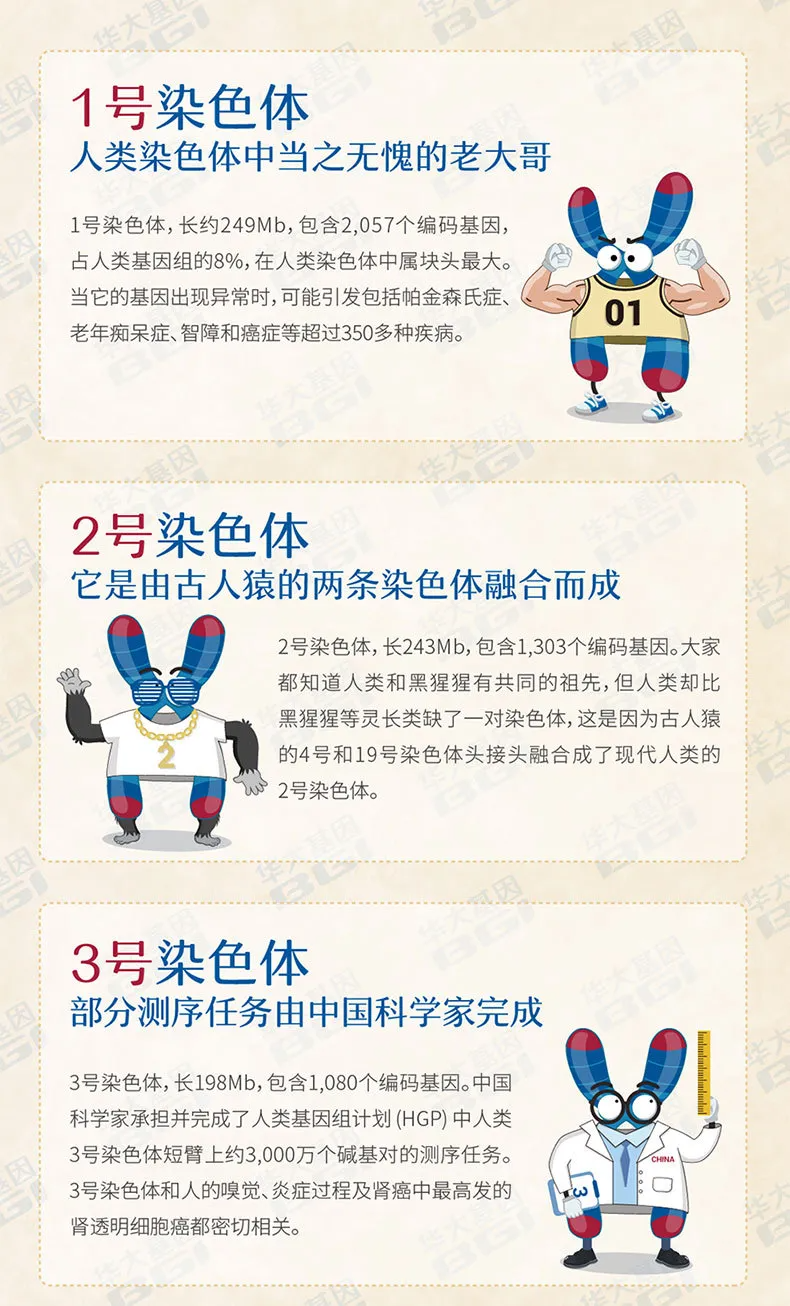 1号染色体
人类染色体中当之无愧的老大哥
1号染色体，长约249Mb，包含2,057个编码基因，
占人类基因组的8%，在人类染色体中属块头最大。
当它的基因出现异常时，可能引发包括帕金森氏症、
老年痴呆症、智障和癌症等超过350多种疾病。
01
2号染色体
它是由古人猿的两条染色体融合而成
2号染色体，长243Mb，包含1,303个编码基因。大家
都知道人类和黑猩猩有共同的祖先，但人类却比
黑猩猩等灵长类缺了一对染色体，这是因为古人猿
的4号和19号染色体头接头融合成了现代人类的
2号染色体。
2
3号染色体
部分测序任务由中国科学家完成
3号染色体，长198Mb，包含1,080个编码基因。中国
科学家承担并完成了人类基因组计划 (HGP) 中人类
3号染色体短臂上约3,000万个碱基对的测序任务。
3号染色体和人的嗅觉、炎症过程及肾癌中最高发的
肾透明细胞癌都密切相关。
CHINA
3
华大基因
BGI